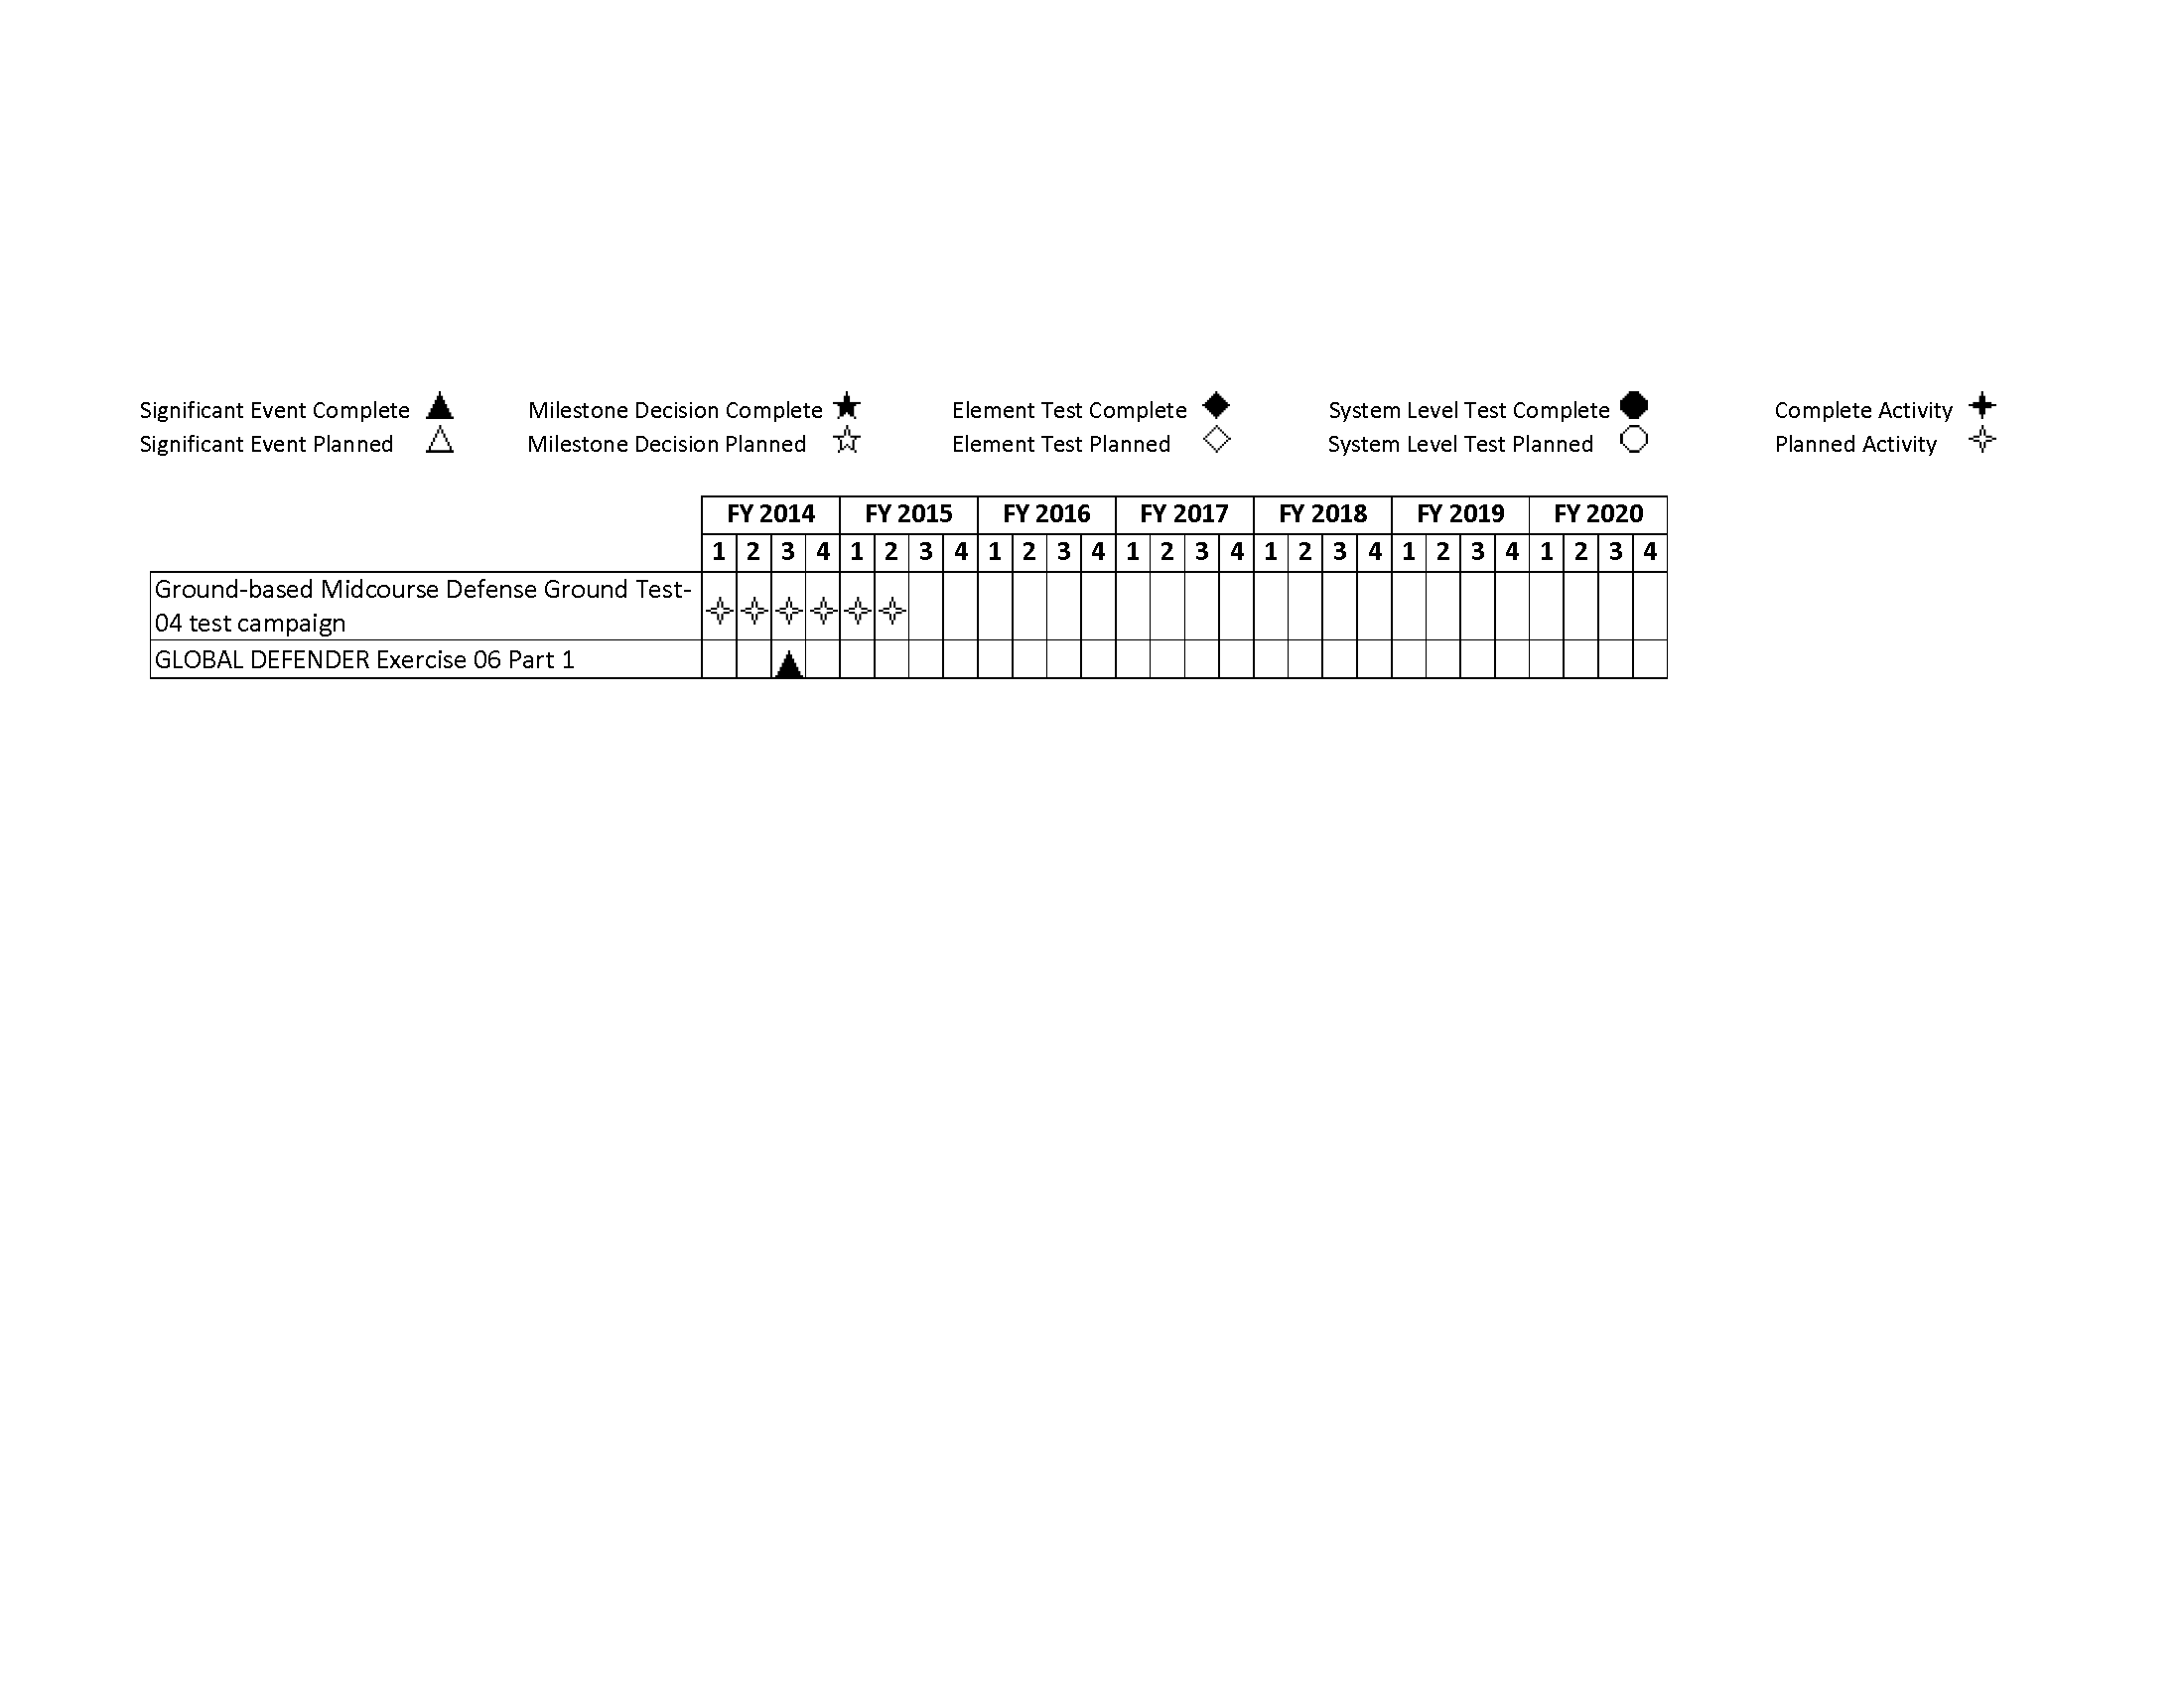 Significant Event Complete ▲ Milestone Decision Complete ★ Element Test Complete ◆ System Level Test Complete ● Complete Activity ✦
Significant Event Planned △ Milestone Decision Planned ☆ Element Test Planned ◇ System Level Test Planned ○ Planned Activity ✧
FY 2014 FY 2015 FY 2016 FY 2017 FY 2018 FY 2019 FY 2020
1 2 3 4 1 2 3 4 1 2 3 4 1 2 3 4 1 2 3 4 1 2 3 4 1 2 3 4
Ground-based Midcourse Defense Ground Test-
04 test campaign ✧ ✧ ✧ ✧ ✧ ✧
GLOBAL DEFENDER Exercise 06 Part 1 ▲